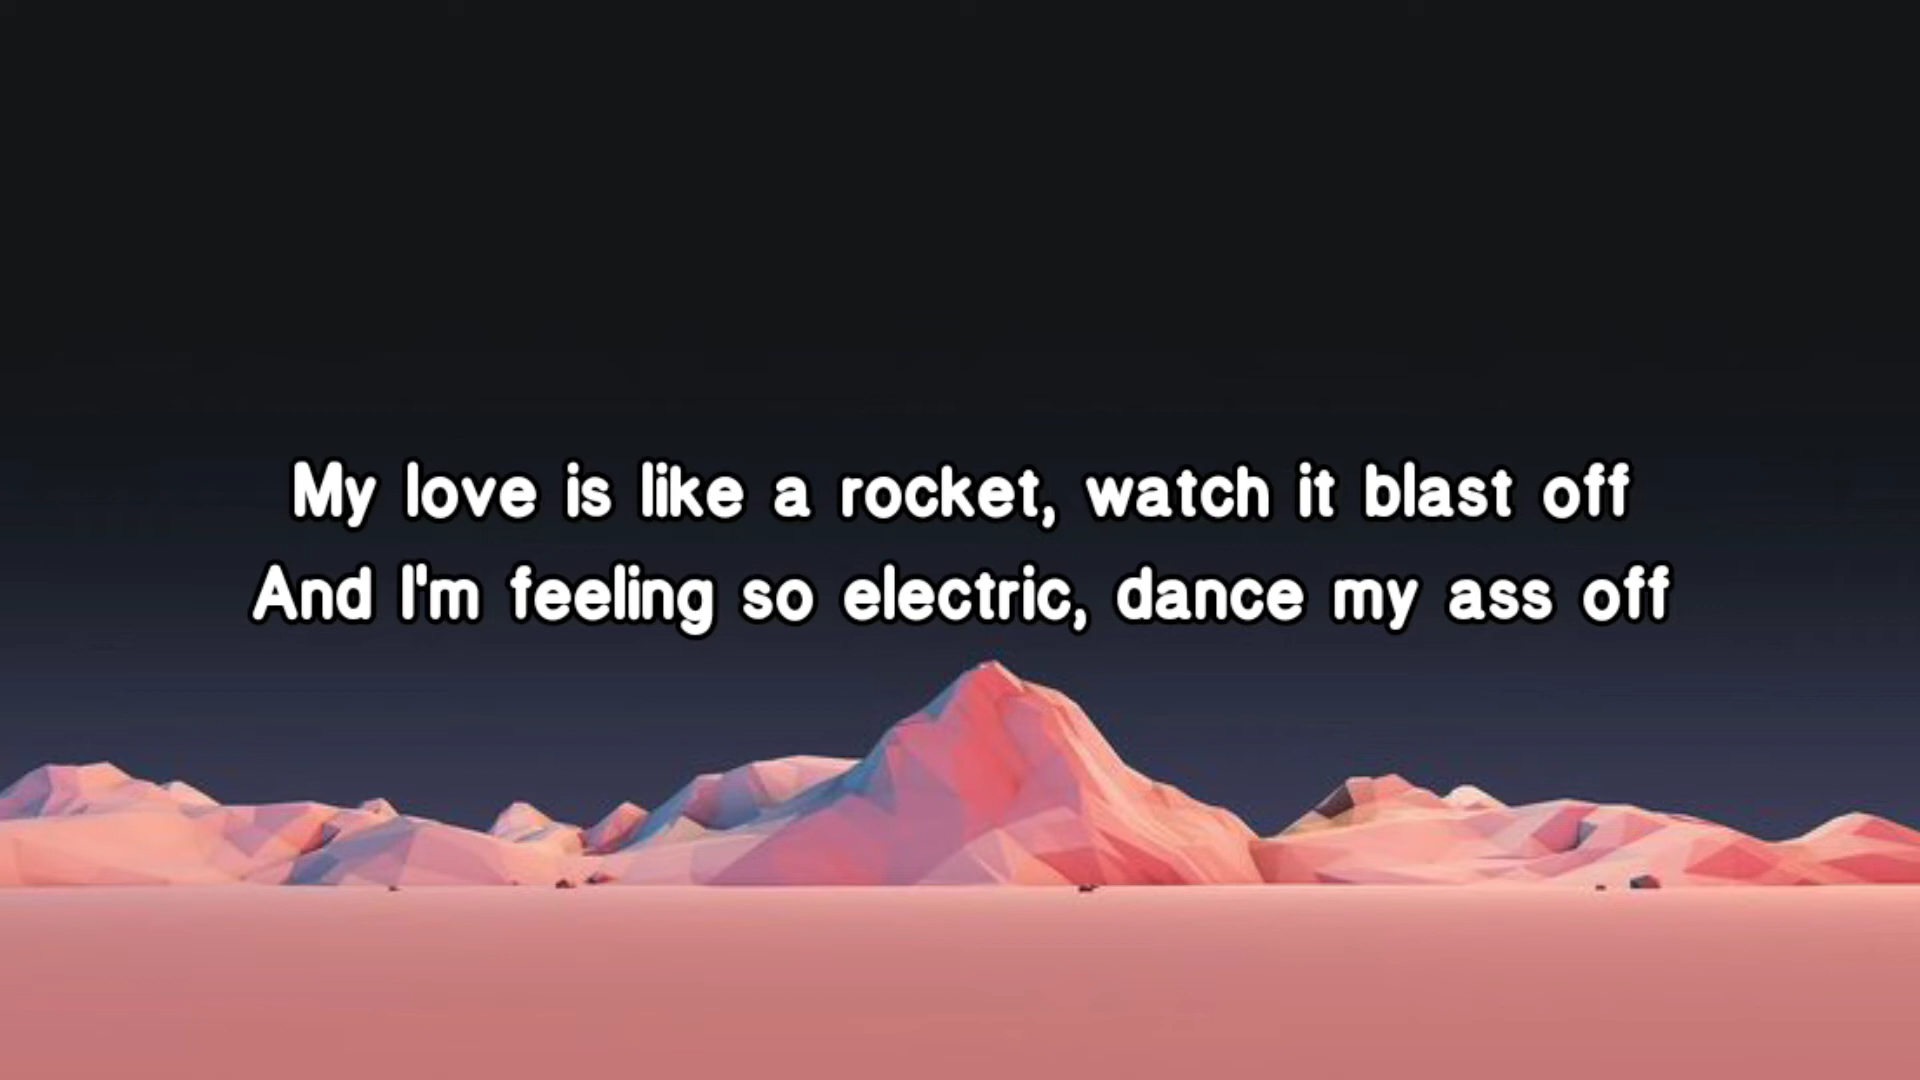 My love is like a rocket, watch it blast off
And I'm feeling so electric, dance my ass off